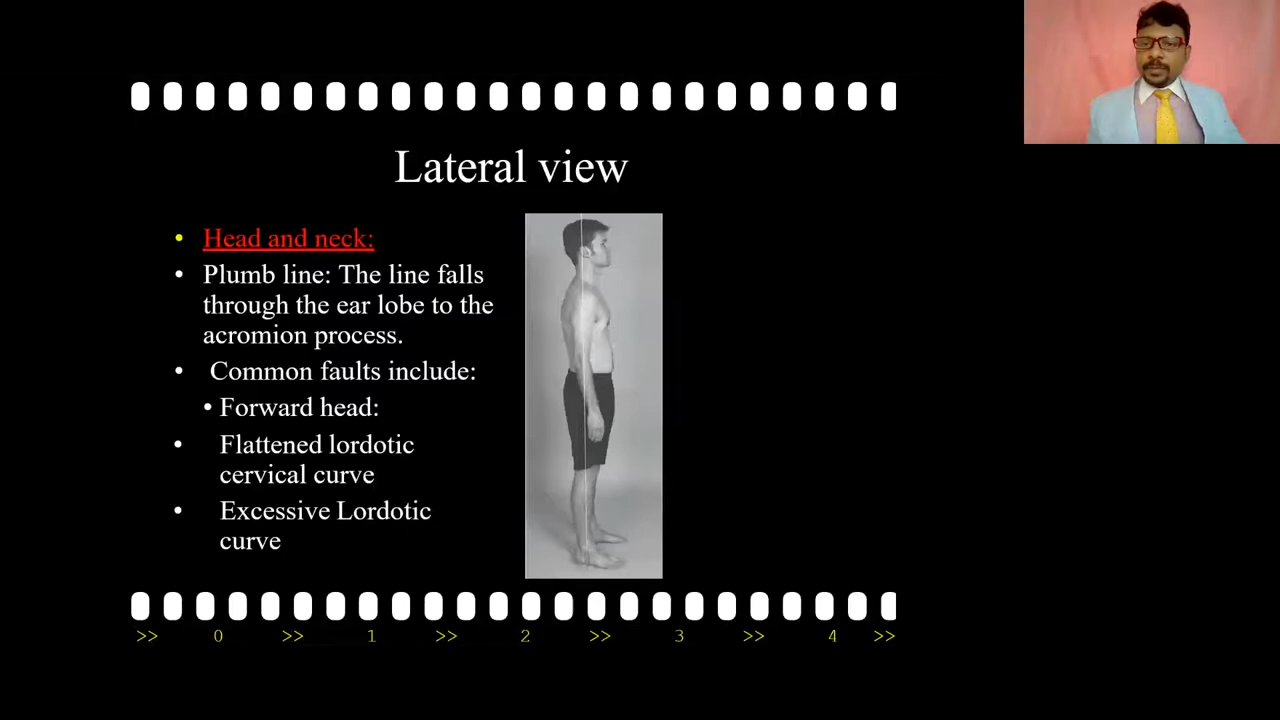 Lateral view
• Head and neck:
• Plumb line: The line falls
through the ear lobe to the
acromion process.
• Common faults include:
• Forward head:
• Flattened lordotic
cervical curve
• Excessive Lordotic
curve
>> 0 >> 1 >> 2 >> 3 >> 4 >>